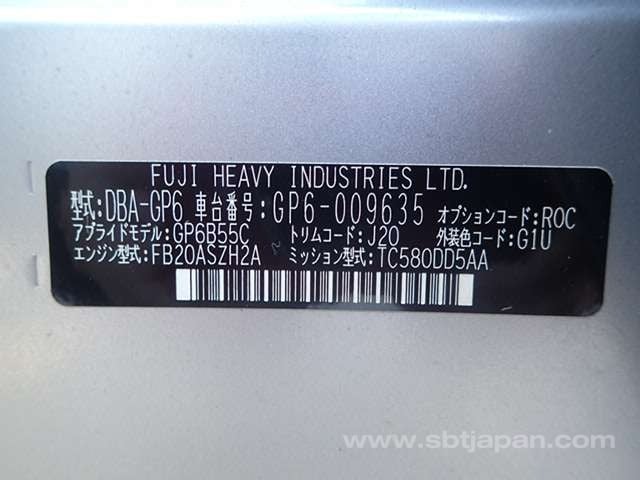 FUJI HEAVY INDUSTRIES LTD.
型式:DBA-GP6 車台番号:GP6-009635 オプションコード:ROC
アプライドモデル:GP6B55C トリムコード:J20 外装色コード:G1U
エンジン型式:FB20ASZH2A ミッション型式:TC580DD5AA
www.sbtjapan.com